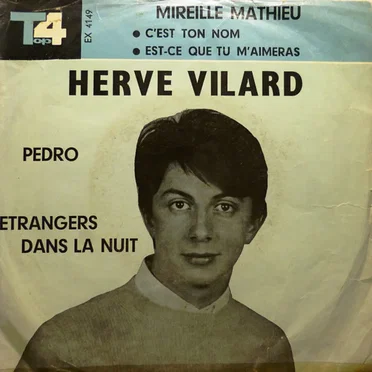 Top 4
EX 4149
MIREILLE MATHIEU
● C'EST TON NOM
● EST-CE QUE TU M'AIMERAS
HERVE VILARD
PEDRO
ETRANGERS
DANS LA NUIT